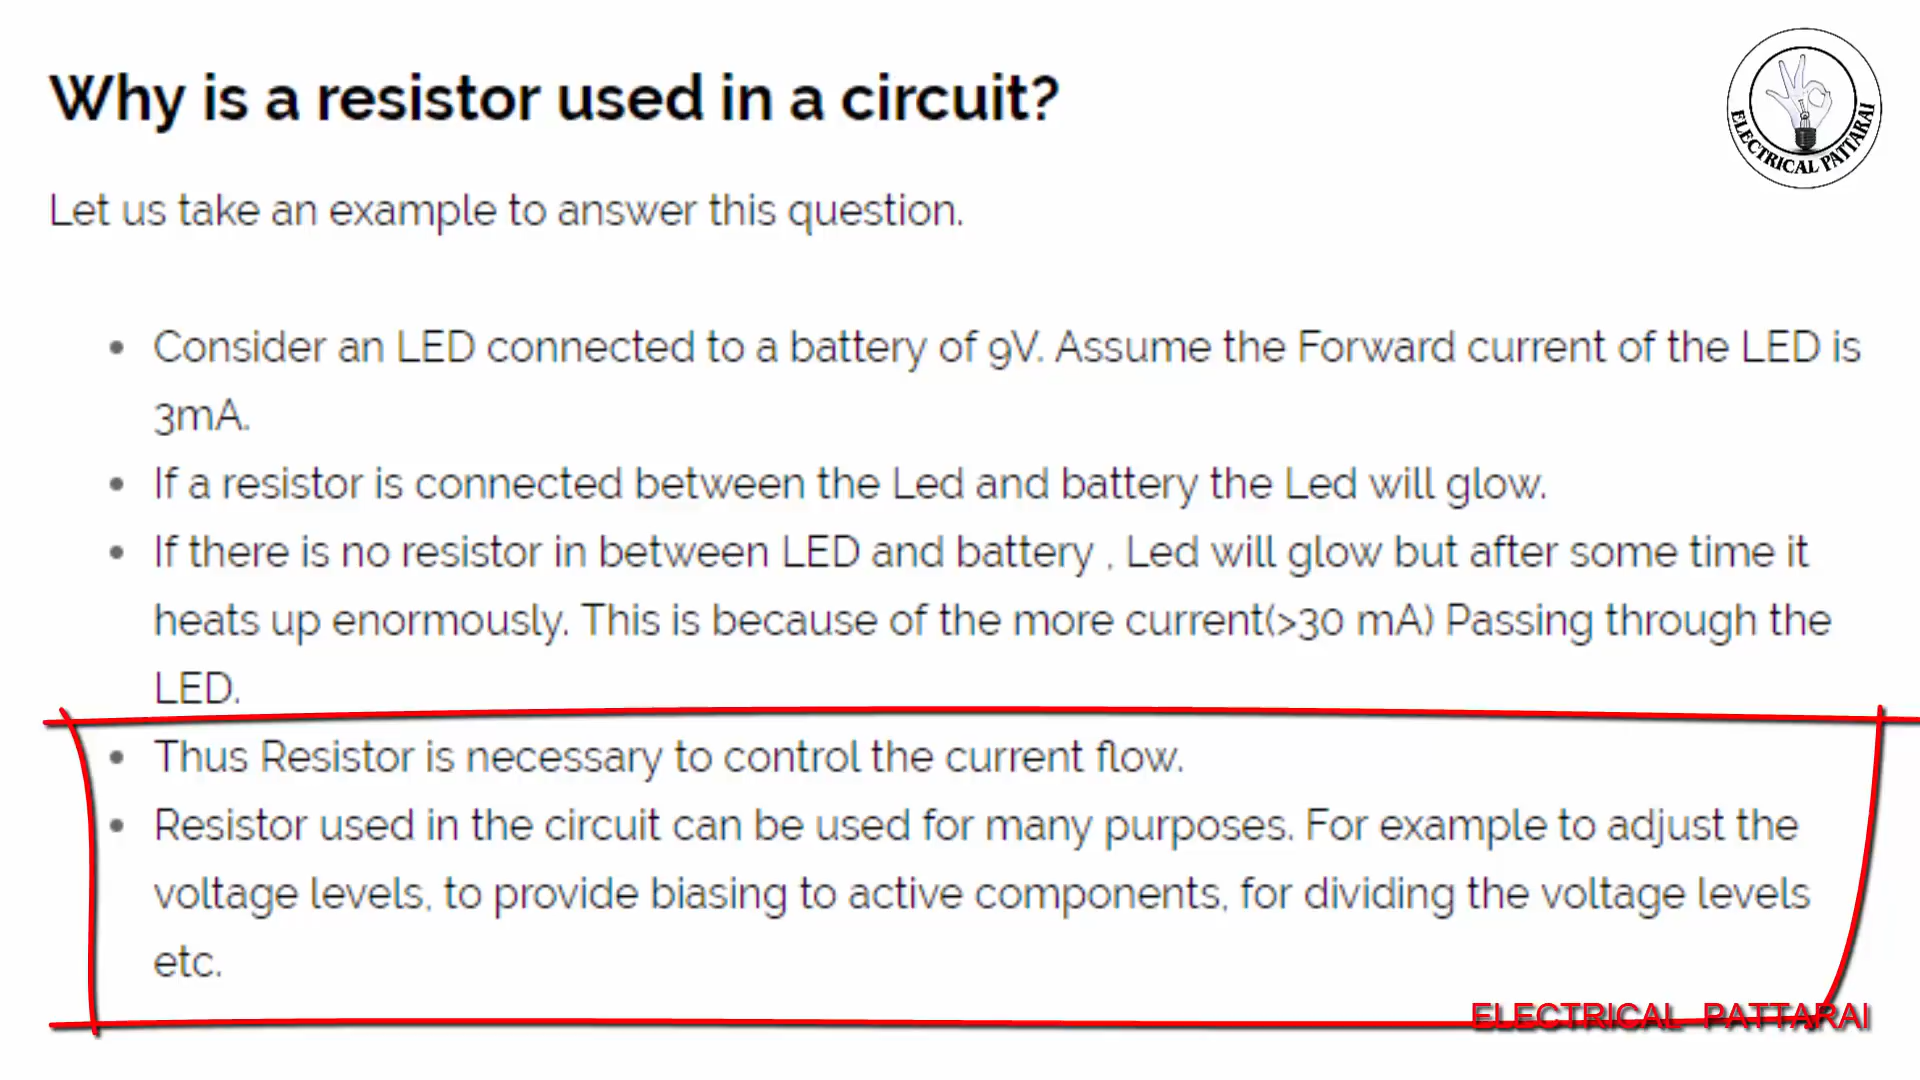 Why is a resistor used in a circuit?
ELECTRICAL PATTARAI
Let us take an example to answer this question.
• Consider an LED connected to a battery of 9V. Assume the Forward current of the LED is
3mA.
• If a resistor is connected between the Led and battery the Led will glow.
• If there is no resistor in between LED and battery , Led will glow but after some time it
heats up enormously. This is because of the more current(>30 mA) Passing through the
LED.
• Thus Resistor is necessary to control the current flow.
• Resistor used in the circuit can be used for many purposes. For example to adjust the
voltage levels, to provide biasing to active components, for dividing the voltage levels
etc.
ELECTRICAL PATTARAI